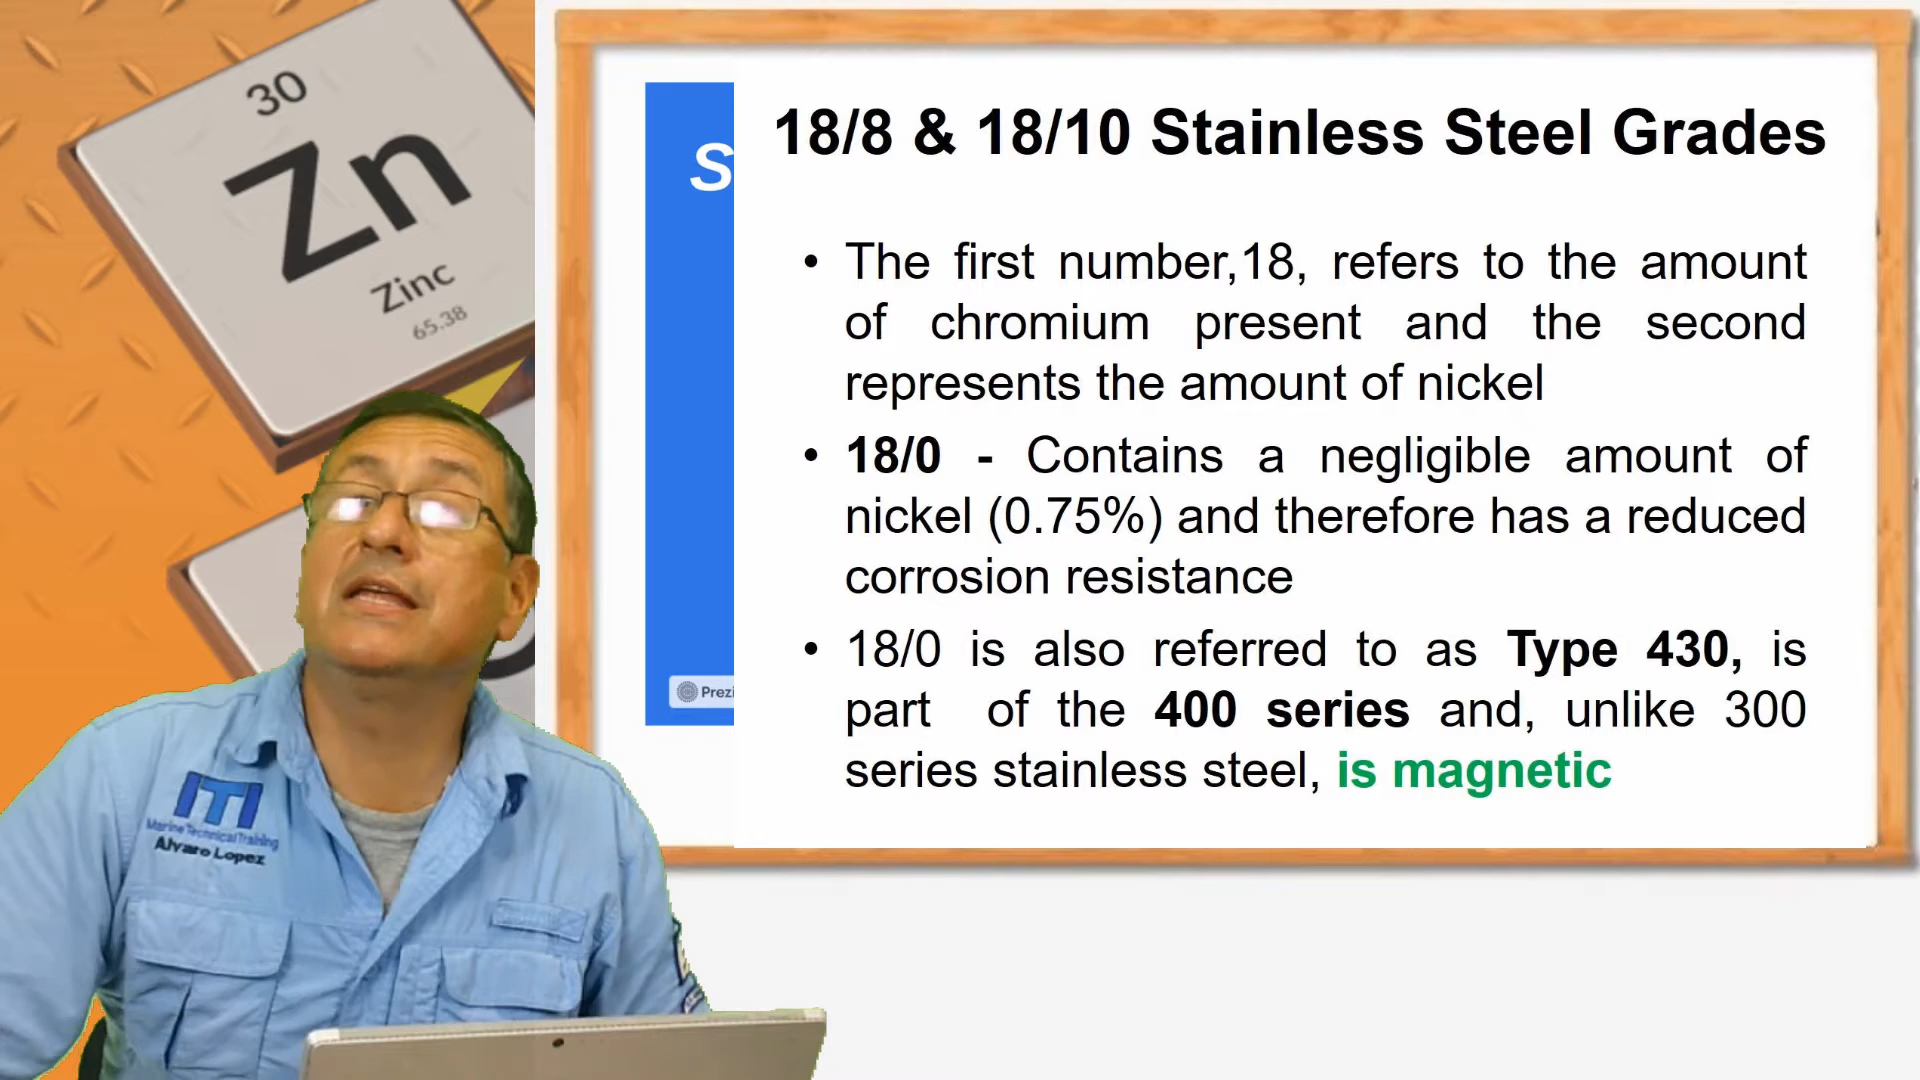 30
Zn
Zinc
65.38
S
Prezi
18/8 & 18/10 Stainless Steel Grades
• The first number,18, refers to the amount
of chromium present and the second
represents the amount of nickel
• 18/0 - Contains a negligible amount of
nickel (0.75%) and therefore has a reduced
corrosion resistance
• 18/0 is also referred to as Type 430, is
part of the 400 series and, unlike 300
series stainless steel, is magnetic
ITI
Marine Technical Training
Alvaro Lopez